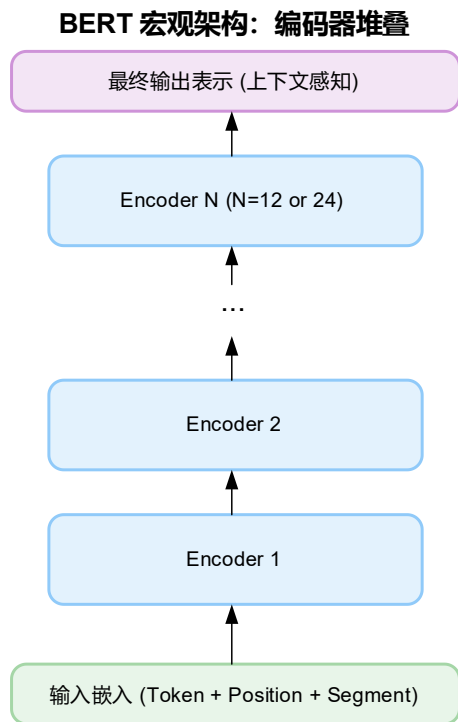 BERT 宏观架构：编码器堆叠
最终输出表示 (上下文感知)
Encoder N (N=12 or 24)
...
Encoder 2
Encoder 1
输入嵌入 (Token + Position + Segment)